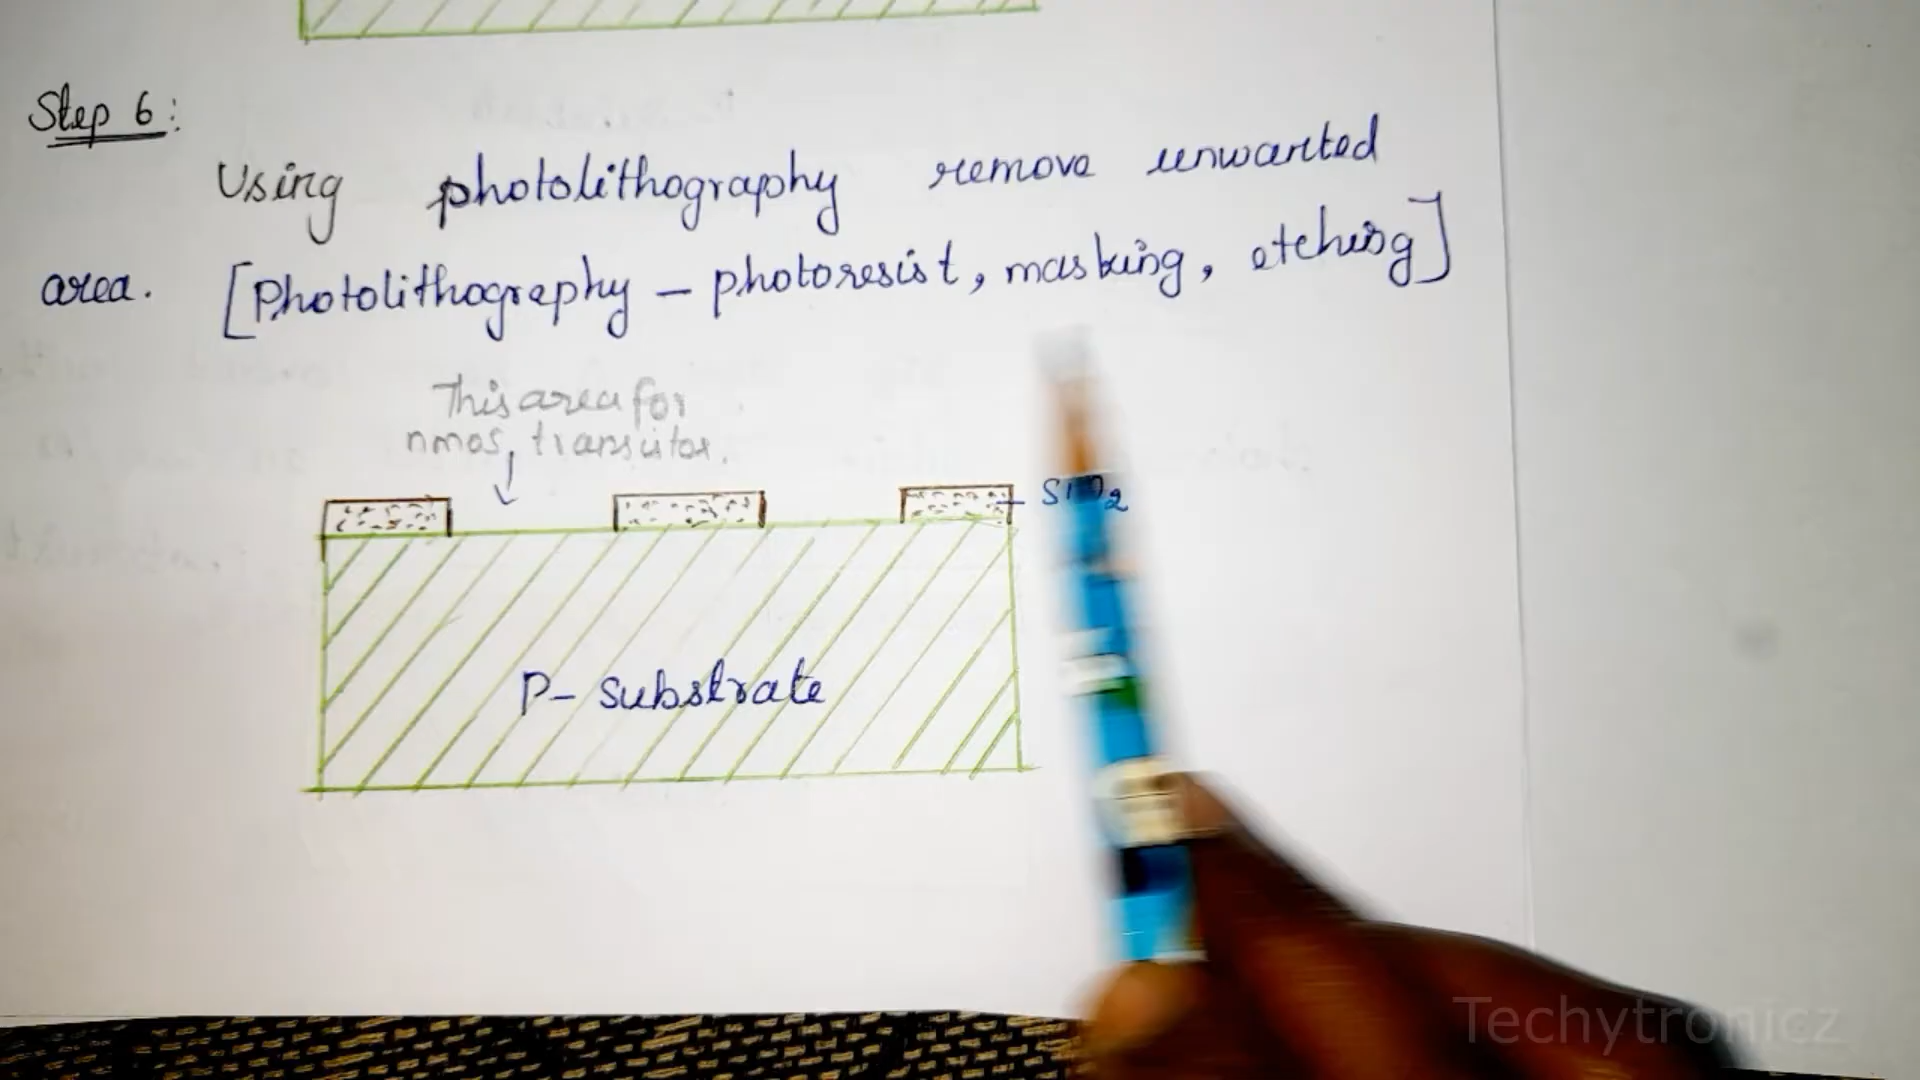 Step 6:
Using photolithography remove unwanted
area. [Photolithography - photoresist, masking, etching]
This area for
nmos transistor.
SiO2
P- substrate
Techytronicz